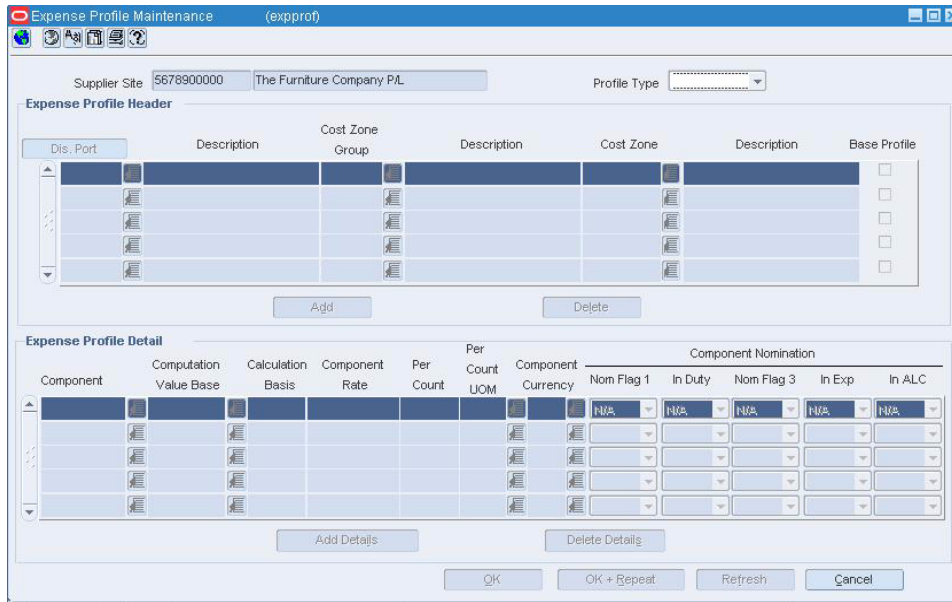 Expense Profile Maintenance (expprof)
Supplier Site 5678900000 The Furniture Company P/L Profile Type
Expense Profile Header
Dis. Port Description Cost Zone Group Description Cost Zone Description Base Profile
Add Delete
Expense Profile Detail
Component Computation Value Base Calculation Basis Component Rate Per Count Per Count UOM Component Currency Component Nomination
Nom Flag 1 In Duty Nom Flag 3 In Exp In ALC
N/A N/A N/A N/A N/A
Add Details Delete Details
OK OK + Repeat Refresh Cancel